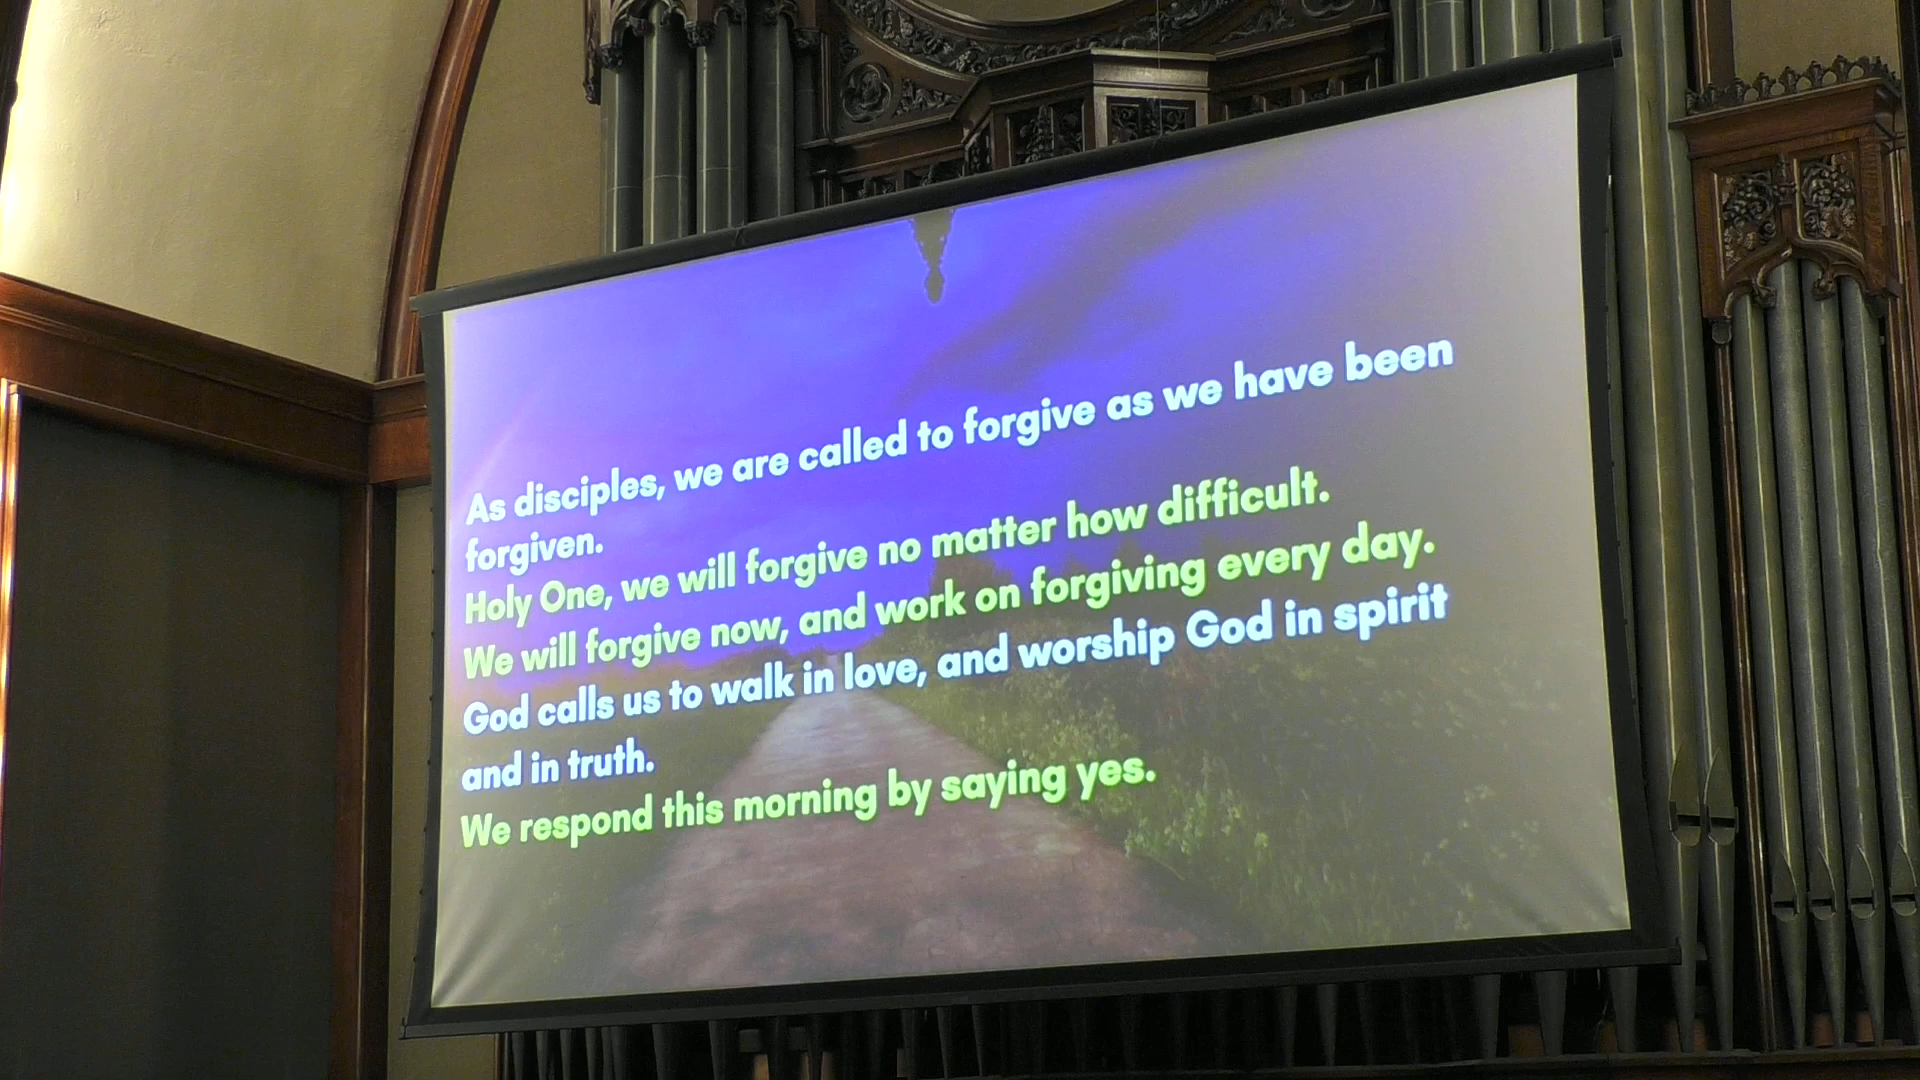 As disciples, we are called to forgive as we have been
forgiven.
Holy One, we will forgive no matter how difficult.
We will forgive now, and work on forgiving every day.
God calls us to walk in love, and worship God in spirit
and in truth.
We respond this morning by saying yes.